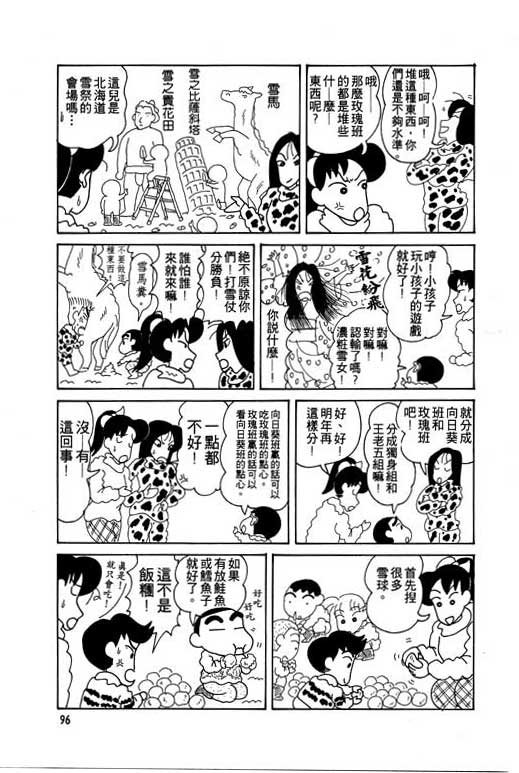 哦，呵呵呵！
堆這種東西，你
們還是不夠水準。
哦—
那麼玫瑰班
的都是堆些
什—麼—
東西呢？
雪馬
雪之比薩斜塔
雪之貴花田
這兒是
北海道
雪祭的
會場嗎…
哼！小孩子
玩小孩子的遊戲
就好了！
雪花紛飛
對嘛！
對嘛！
認輸了嗎？
濃粧雪女！
你說什麼—！
絕不原諒你
們！打雪仗
分勝負！
誰怕誰！
來就來嘛！
雪馬糞
不要做這
種東西！
就分成
向日葵
班和
玫瑰班
吧！
分成獨身組和
王老五組嘛！
好、好！
明年再
這樣分！
向日葵班贏的話可以
吃玫瑰班的點心。
玫瑰班贏的話可以
看向日葵班的點心。
一點都
不好！
沒—有—
這回事！
首先捏
很多
雪球。
如果
有放鮭魚
或鱈魚子
就好了。
好吃
好吃
這不是
飯糰！
真是！
就只會吃！
96